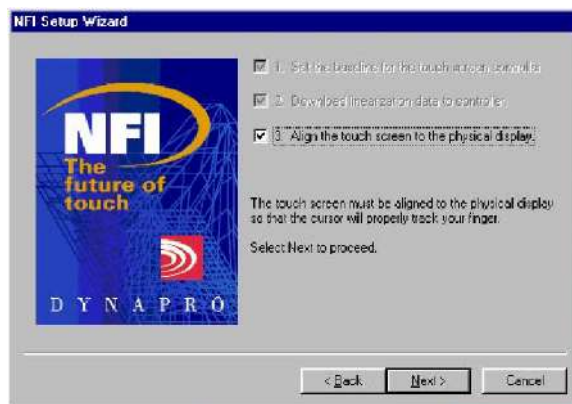 NFI Setup Wizard
NFI
The
future of
touch
DYNAPRO
1. Set the baseline for the touch screen controller
2. Download linearization data to controller.
3. Align the touch screen to the physical display.
The touch screen must be aligned to the physical display
so that the cursor will properly track your finger.
Select Next to proceed.
< Back
Next >
Cancel